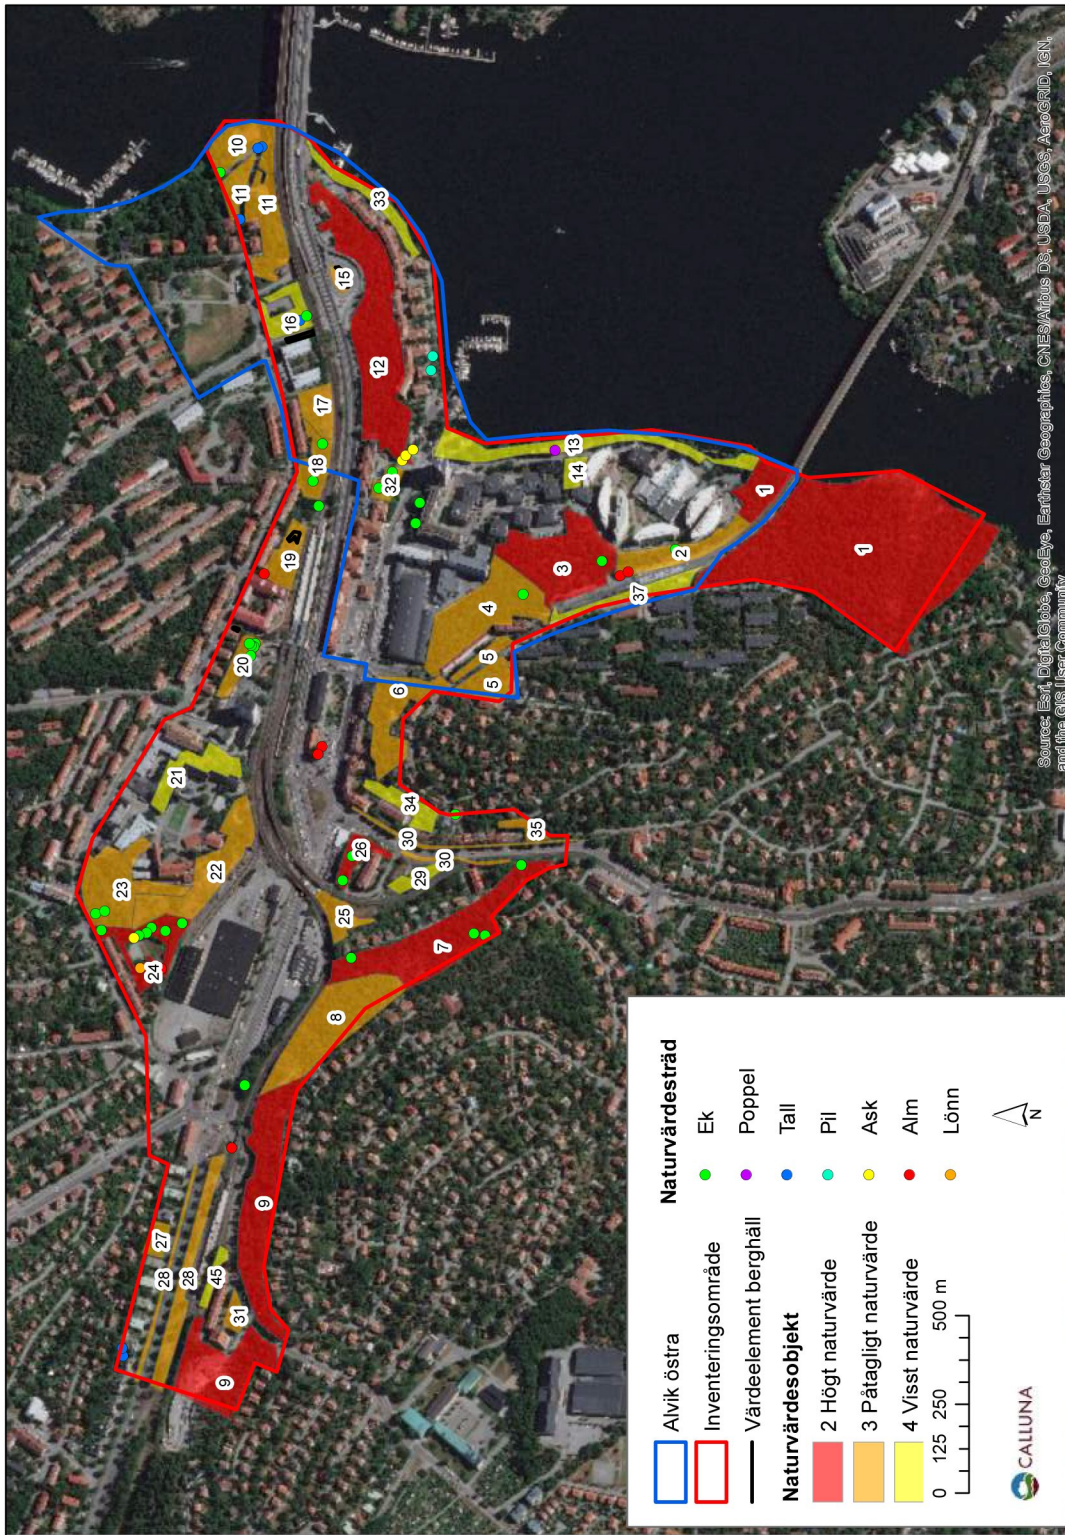 10
11
11
33
15
16
12
17
18
32
13
14
1
1
19
2
3
37
4
5
5
20
6
21
34
35
30
30
29
26
22
23
25
7
24
8
9
27
28
28
45
31
9
Source: Esri, DigitalGlobe, GeoEye, Earthstar Geographics, CNES/Airbus DS, USDA, USGS, AeroGRID, IGN,
and the GIS User Community
Alvik östra
Inventeringsområde
Värdeelement berghäll
Naturvärdesobjekt
2 Högt naturvärde
3 Påtagligt naturvärde
4 Visst naturvärde
Naturvärdesträd
Ek
Poppel
Tall
Pil
Ask
Alm
Lönn
0 125 250 500 m
N
CALLUNA